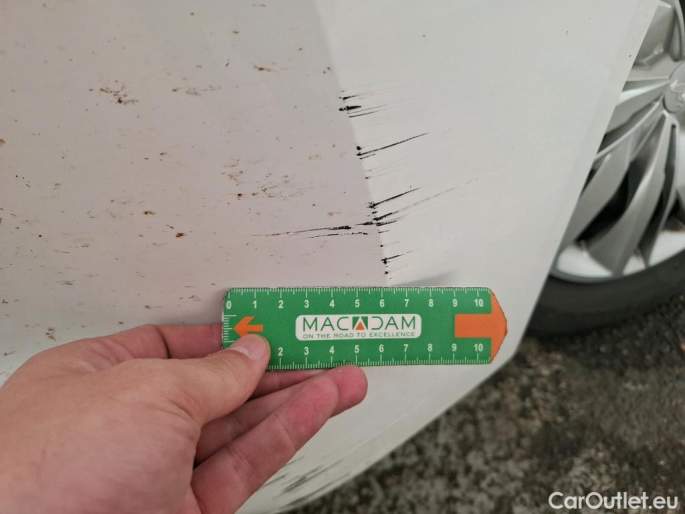 0 1 2 3 4 5 6 7 8 9 10
MACADAM
ON THE ROAD TO EXCELLENCE
2 3 4 5 6 7 8 9 10
CarOutlet.eu